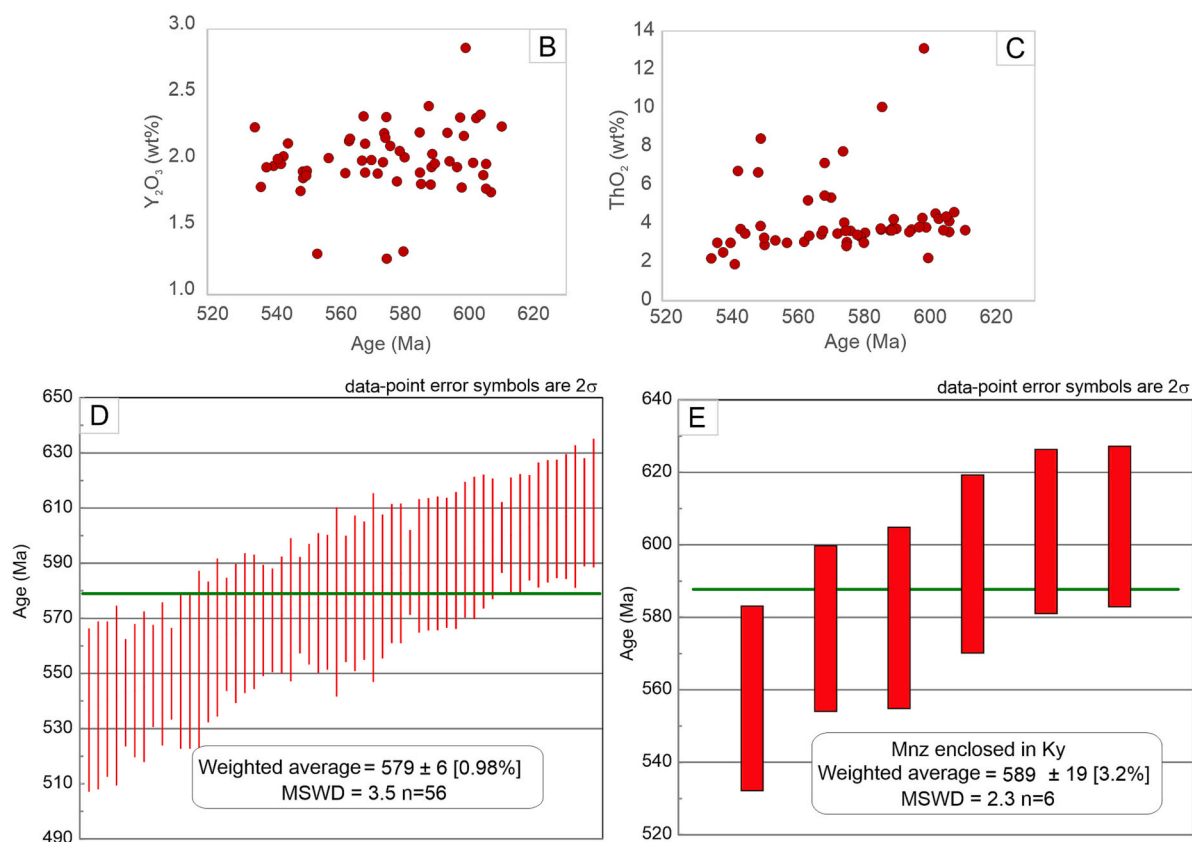 B
Y₂O₃ (wt%)
3.0
2.5
2.0
1.5
1.0
520 540 560 580 600 620
Age (Ma)
C
ThO₂ (wt%)
14
12
10
8
6
4
2
0
520 540 560 580 600 620
Age (Ma)
data-point error symbols are 2σ
D
Age (Ma)
650
630
610
590
570
550
530
510
490
Weighted average = 579 ± 6 [0.98%]
MSWD = 3.5 n=56
data-point error symbols are 2σ
E
Age (Ma)
640
620
600
580
560
540
520
Mnz enclosed in Ky
Weighted average = 589 ± 19 [3.2%]
MSWD = 2.3 n=6